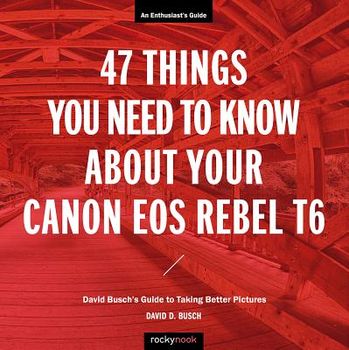 An Enthusiast's Guide
47 THINGS
YOU NEED TO KNOW
ABOUT YOUR
CANON EOS REBEL T6
David Busch's Guide to Taking Better Pictures
DAVID D. BUSCH
rockynook